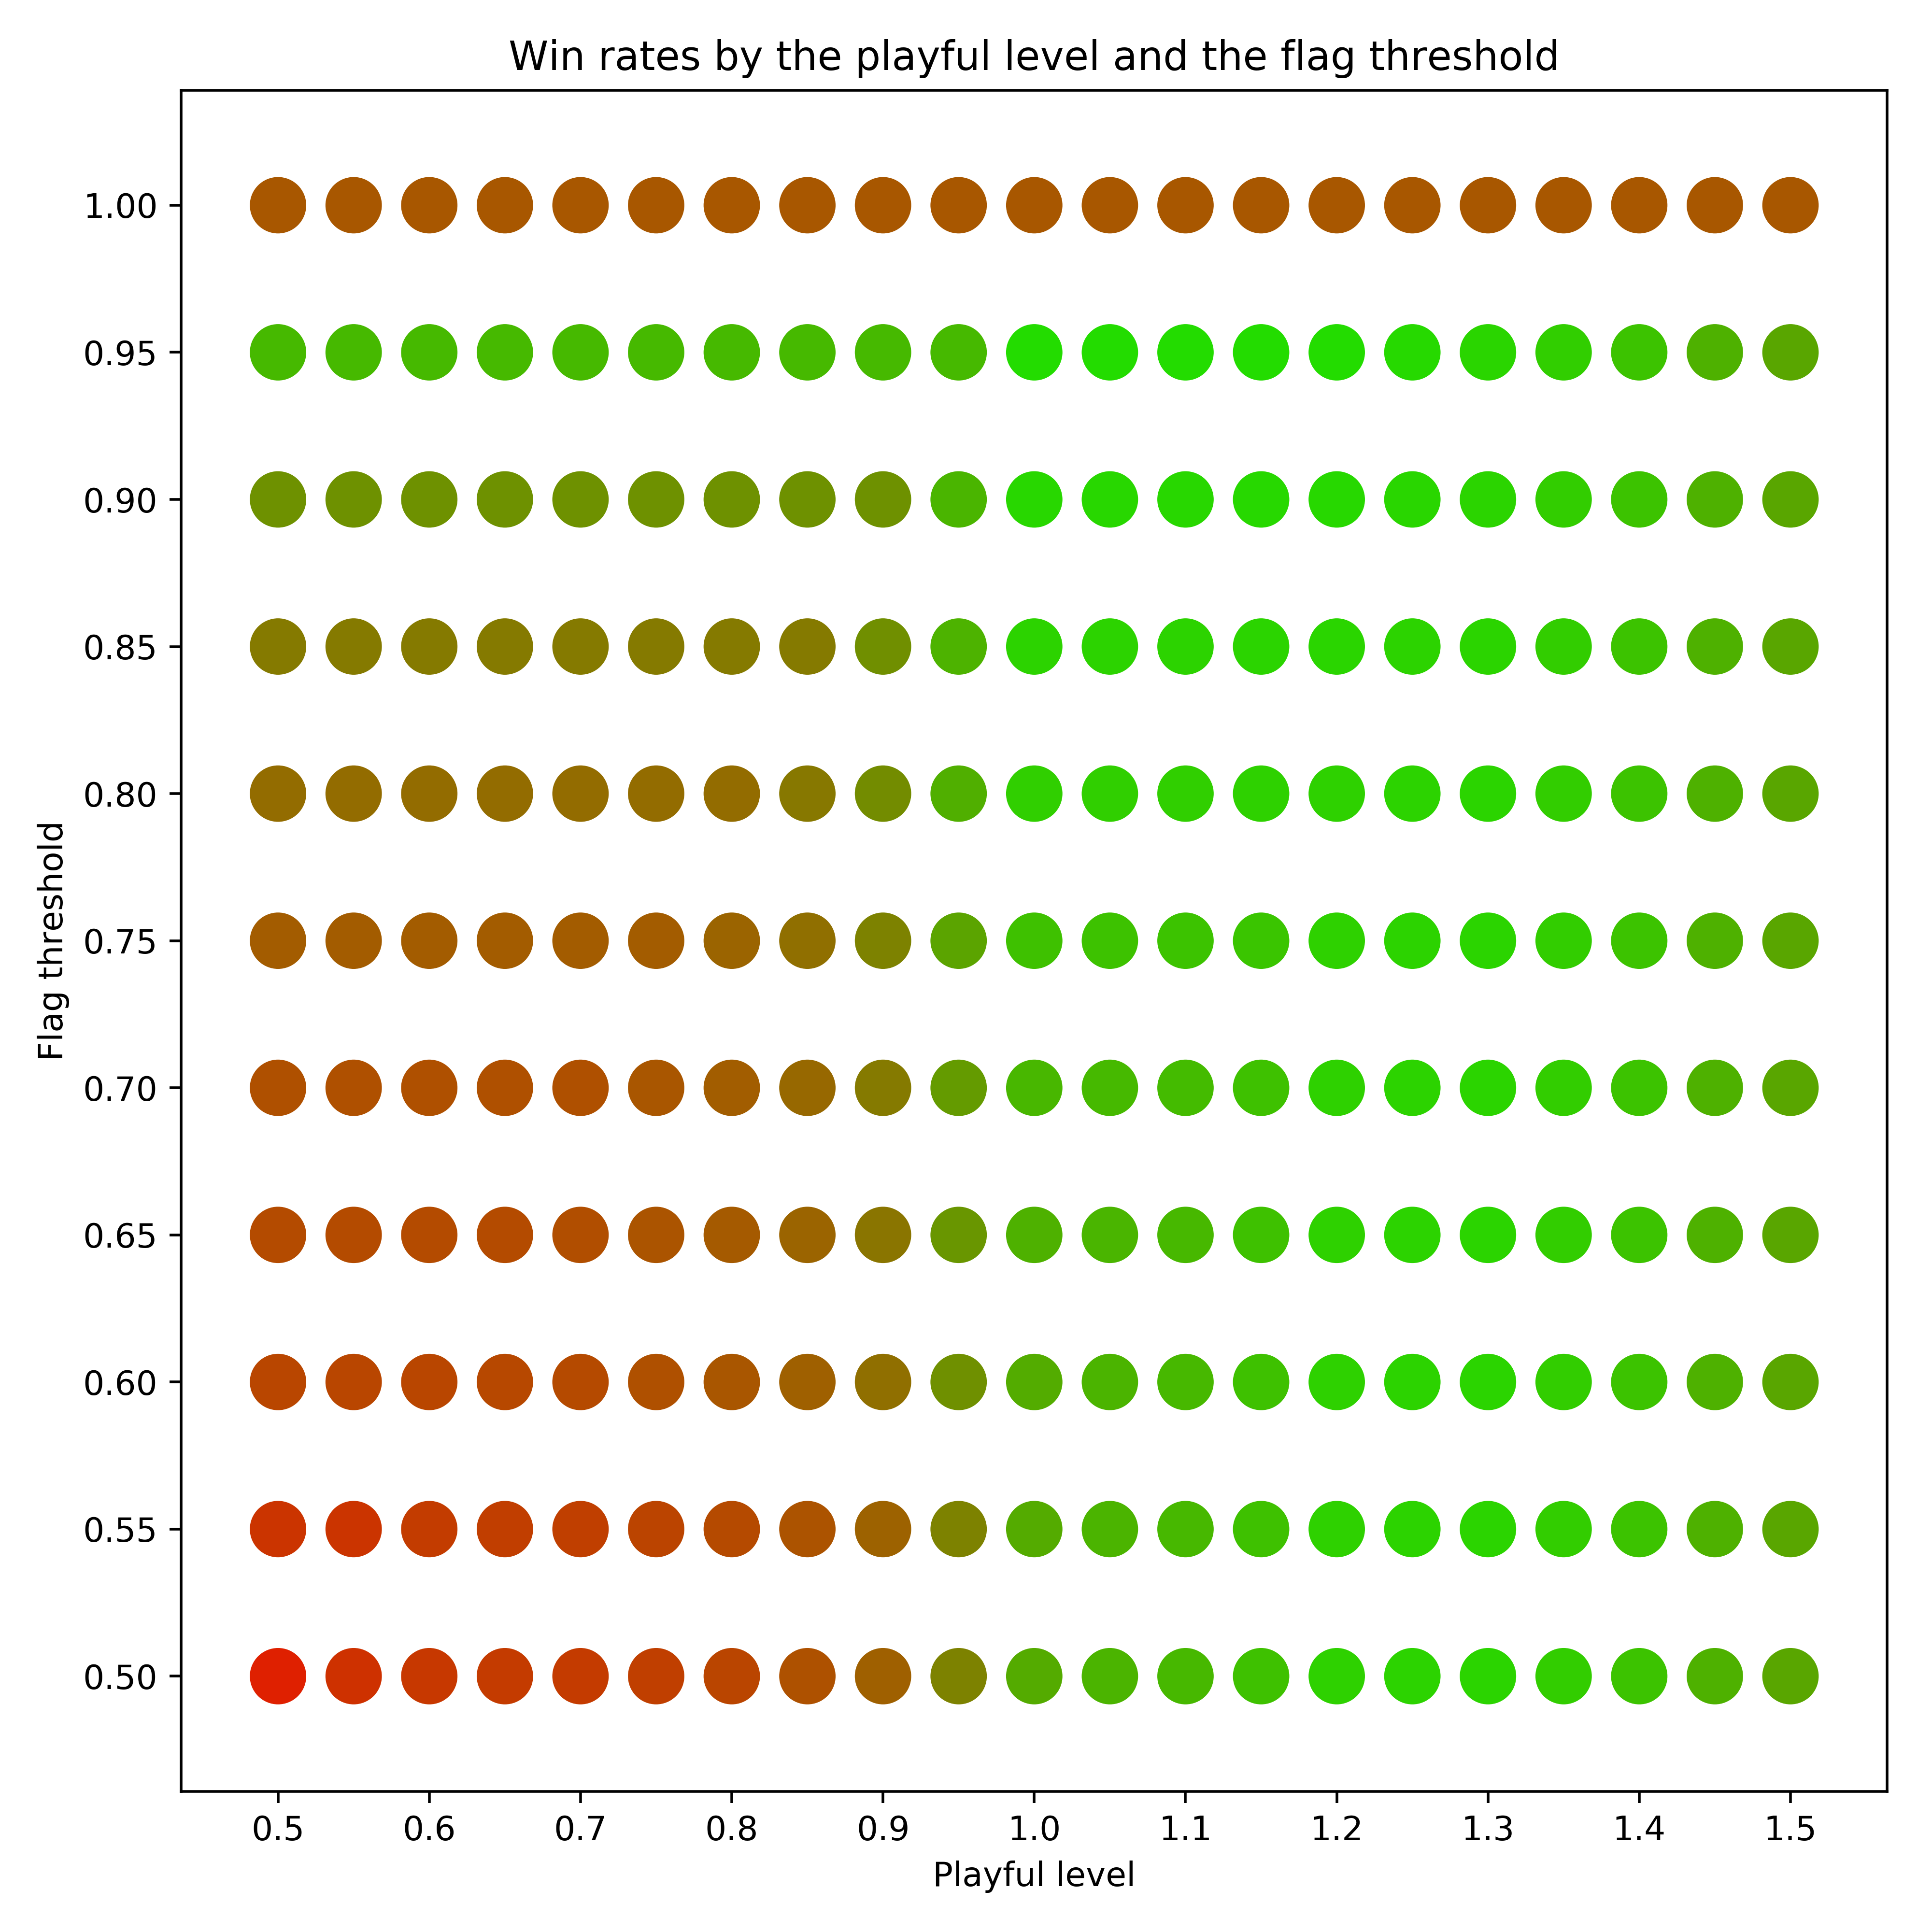 Win rates by the playful level and the flag threshold
1.00
0.95
0.90
0.85
0.80
0.75
0.70
0.65
0.60
0.55
0.50
Flag threshold
0.5 0.6 0.7 0.8 0.9 1.0 1.1 1.2 1.3 1.4 1.5
Playful level